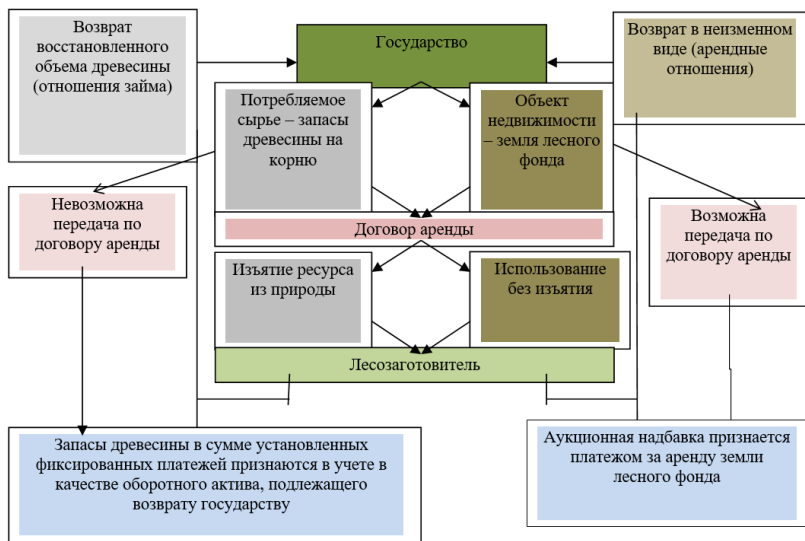 Возврат
восстановленного
объема древесины
(отношения займа)
Государство
Возврат в неизменном
виде (арендные
отношения)
Потребляемое
сырье – запасы
древесины на
корню
Объект
недвижимости
– земля лесного
фонда
Невозможна
передача по
договору аренды
Договор аренды
Возможна
передача по
договору аренды
Изъятие ресурса
из природы
Использование
без изъятия
Лесозаготовитель
Запасы древесины в сумме установленных
фиксированных платежей признаются в учете в
качестве оборотного актива, подлежащего
возврату государству
Аукционная надбавка признается
платежом за аренду земли
лесного фонда